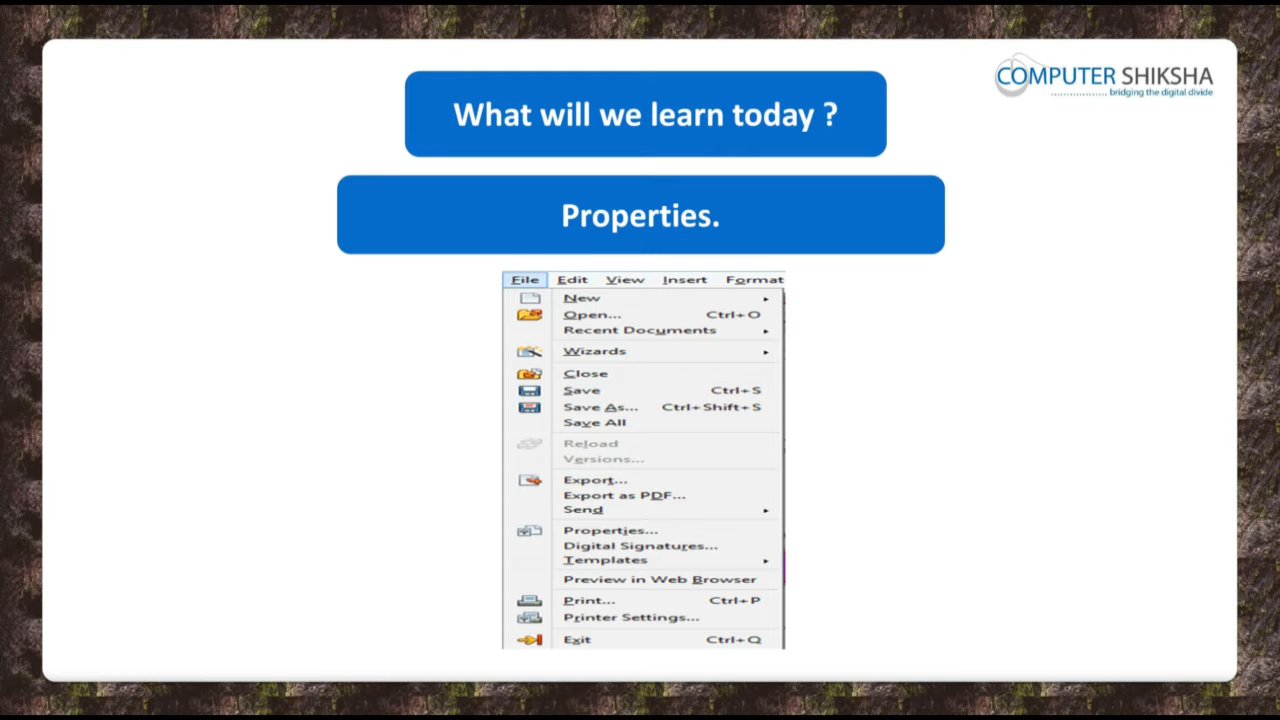 COMPUTER SHIKSHA
bridging the digital divide
What will we learn today ?
Properties.
File Edit View Insert Format
New
Open... Ctrl+O
Recent Documents
Wizards
Close
Save Ctrl+S
Save As... Ctrl+Shift+S
Save All
Reload
Versions...
Export...
Export as PDF...
Send
Properties...
Digital Signatures...
Templates
Preview in Web Browser
Print... Ctrl+P
Printer Settings...
Exit Ctrl+Q